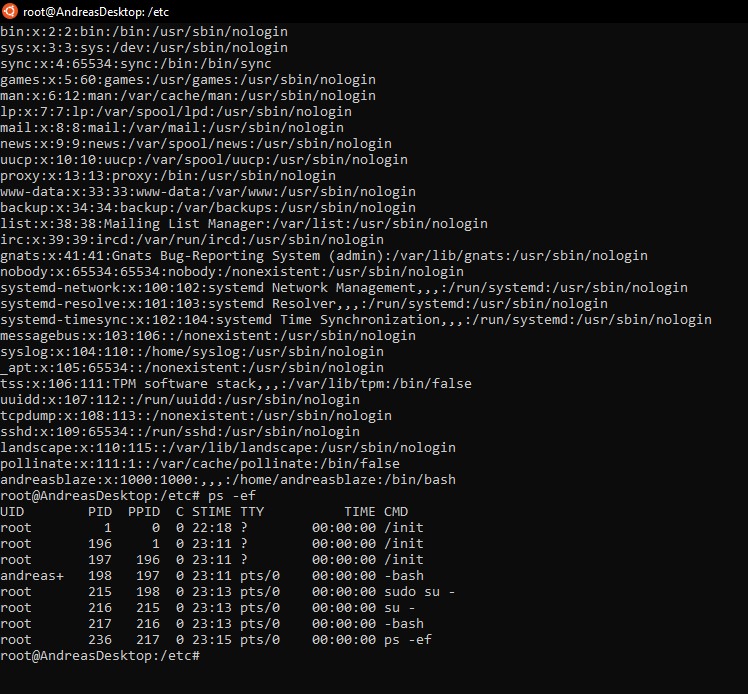 root@AndreasDesktop: /etc
bin:x:2:2:bin:/bin:/usr/sbin/nologin
sys:x:3:3:sys:/dev:/usr/sbin/nologin
sync:x:4:65534:sync:/bin:/bin/sync
games:x:5:60:games:/usr/games:/usr/sbin/nologin
man:x:6:12:man:/var/cache/man:/usr/sbin/nologin
lp:x:7:7:lp:/var/spool/lpd:/usr/sbin/nologin
mail:x:8:8:mail:/var/mail:/usr/sbin/nologin
news:x:9:9:news:/var/spool/news:/usr/sbin/nologin
uucp:x:10:10:uucp:/var/spool/uucp:/usr/sbin/nologin
proxy:x:13:13:proxy:/bin:/usr/sbin/nologin
www-data:x:33:33:www-data:/var/www:/usr/sbin/nologin
backup:x:34:34:backup:/var/backups:/usr/sbin/nologin
list:x:38:38:Mailing List Manager:/var/list:/usr/sbin/nologin
irc:x:39:39:ircd:/var/run/ircd:/usr/sbin/nologin
gnats:x:41:41:Gnats Bug-Reporting System (admin):/var/lib/gnats:/usr/sbin/nologin
nobody:x:65534:65534:nobody:/nonexistent:/usr/sbin/nologin
systemd-network:x:100:102:systemd Network Management,,,:/run/systemd:/usr/sbin/nologin
systemd-resolve:x:101:103:systemd Resolver,,,:/run/systemd:/usr/sbin/nologin
systemd-timesync:x:102:104:systemd Time Synchronization,,,:/run/systemd:/usr/sbin/nologin
messagebus:x:103:106::/nonexistent:/usr/sbin/nologin
syslog:x:104:110::/home/syslog:/usr/sbin/nologin
_apt:x:105:65534::/nonexistent:/usr/sbin/nologin
tss:x:106:111:TPM software stack,,,:/var/lib/tpm:/bin/false
uuidd:x:107:112::/run/uuidd:/usr/sbin/nologin
tcpdump:x:108:113::/nonexistent:/usr/sbin/nologin
sshd:x:109:65534::/run/sshd:/usr/sbin/nologin
landscape:x:110:115::/var/lib/landscape:/usr/sbin/nologin
pollinate:x:111:1::/var/cache/pollinate:/bin/false
andreasblaze:x:1000:1000:,,,:/home/andreasblaze:/bin/bash
root@AndreasDesktop:/etc# ps -ef
UID        PID  PPID  C STIME TTY          TIME CMD
root         1     0  0 22:18 ?        00:00:00 /init
root       196     1  0 23:11 ?        00:00:00 /init
root       197   196  0 23:11 ?        00:00:00 /init
andreas+   198   197  0 23:11 pts/0    00:00:00 -bash
root       215   198  0 23:13 pts/0    00:00:00 sudo su -
root       216   215  0 23:13 pts/0    00:00:00 su -
root       217   216  0 23:13 pts/0    00:00:00 -bash
root       236   217  0 23:15 pts/0    00:00:00 ps -ef
root@AndreasDesktop:/etc#